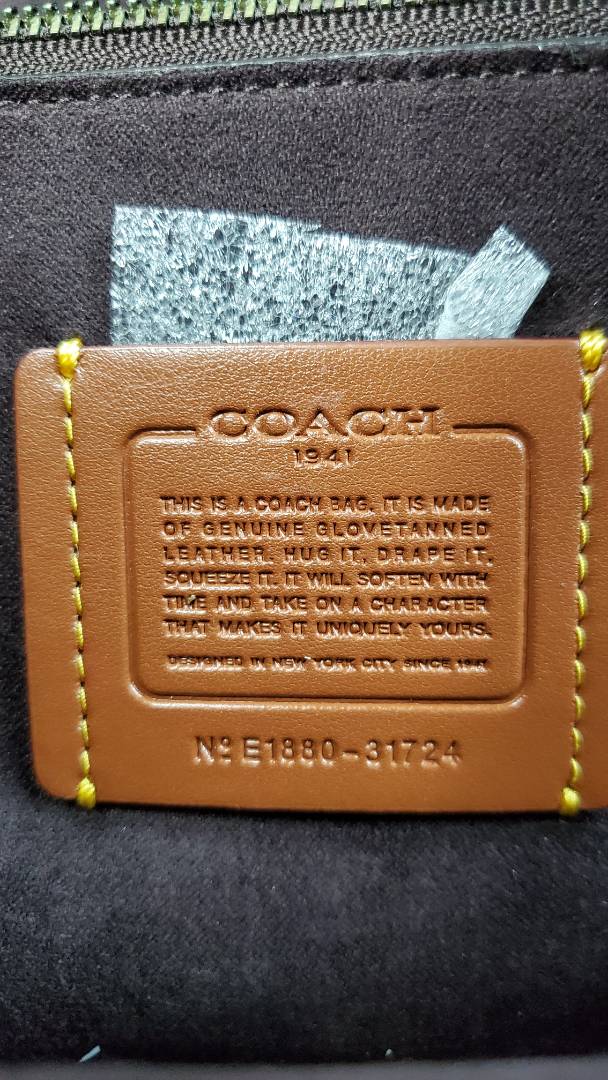 COACH
1941
THIS IS A COACH BAG. IT IS MADE
OF GENUINE GLOVETANNED
LEATHER. HUG IT, DRAPE IT,
SQUEEZE IT. IT WILL SOFTEN WITH
TIME AND TAKE ON A CHARACTER
THAT MAKES IT UNIQUELY YOURS.
DESIGNED IN NEW YORK CITY SINCE 1941
Nº E1880-31724